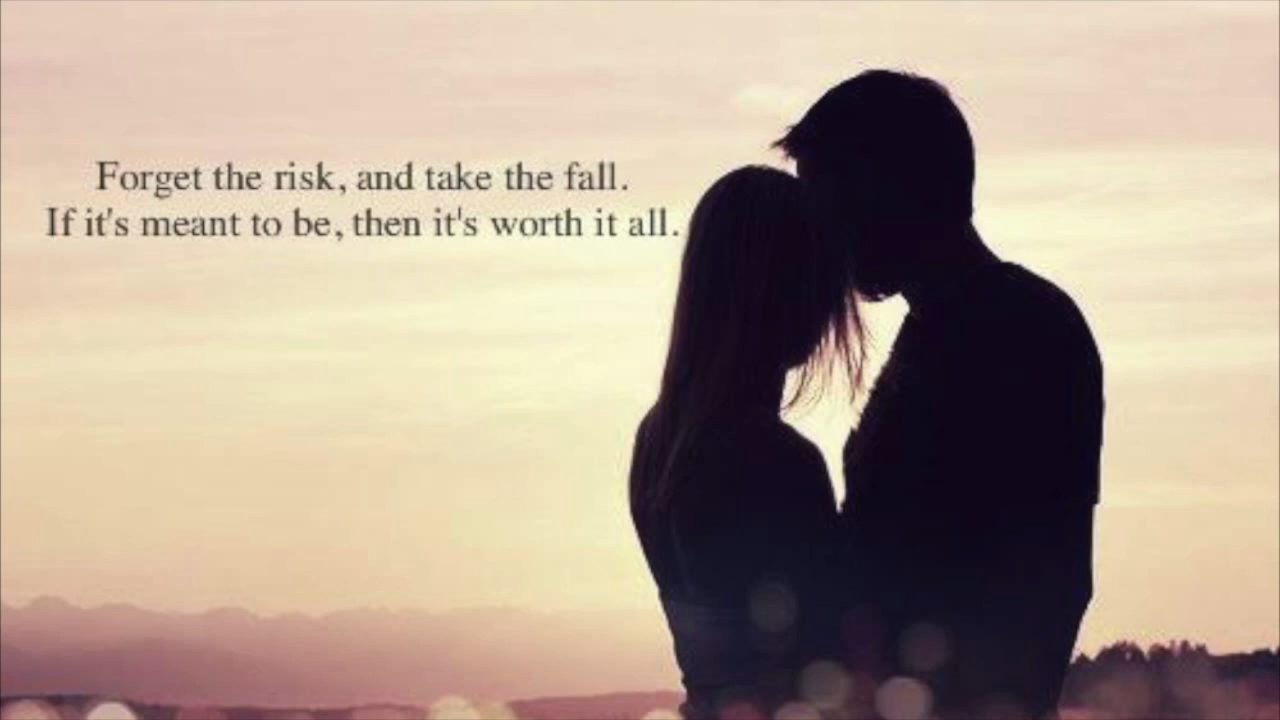 Forget the risk, and take the fall.
If it's meant to be, then it's worth it all.